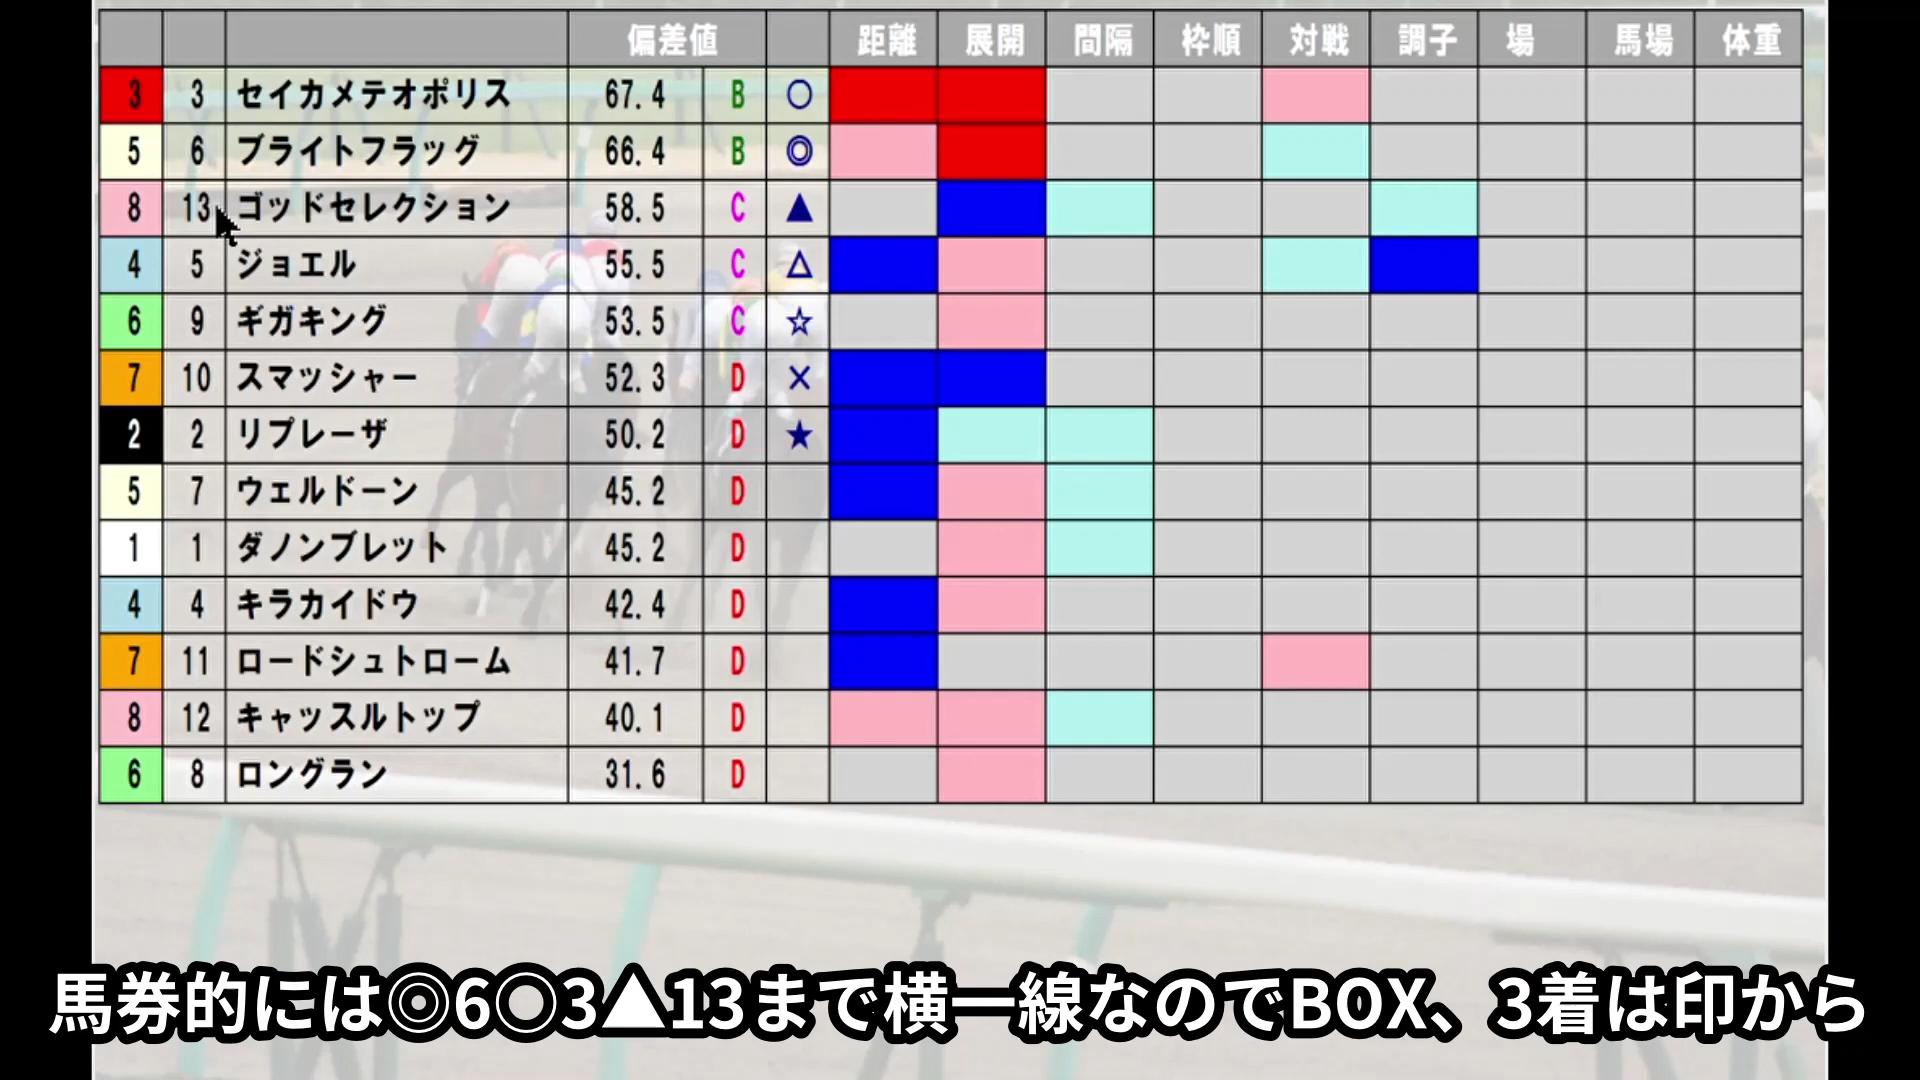 偏差値 距離 展開 間隔 枠順 対戦 調子 場 馬場 体重
3 3 セイカメテオポリス 67.4 B ○
5 6 ブライトフラッグ 66.4 B ◎
8 13 ゴッドセレクション 58.5 C ▲
4 5 ジョエル 55.5 C △
6 9 ギガキング 53.5 C ☆
7 10 スマッシャー 52.3 D ×
2 2 リプレーザ 50.2 D ★
5 7 ウェルドーン 45.2 D
1 1 ダノンブレット 45.2 D
4 4 キラカイドウ 42.4 D
7 11 ロードシュトローム 41.7 D
8 12 キャッスルトップ 40.1 D
6 8 ロングラン 31.6 D
馬券的には◎6○3▲13まで横一線なのでBOX、3着は印から